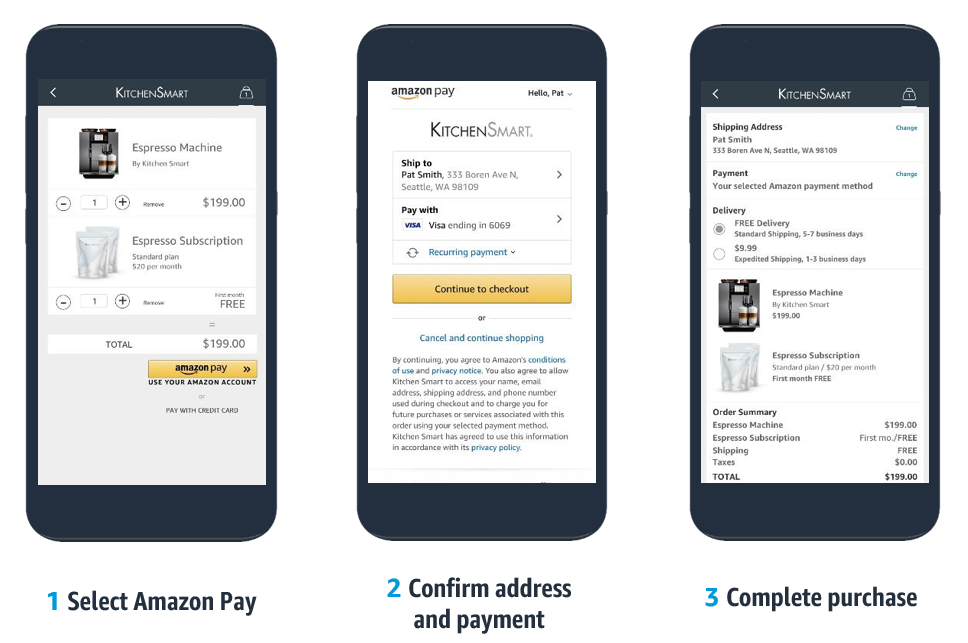 KITCHENSMART
1
Espresso Machine
By Kitchen Smart
1
Remove
$199.00
Espresso Subscription
Standard plan
$20 per month
1
Remove
First month
FREE
=
TOTAL
$199.00
amazon pay
USE YOUR AMAZON ACCOUNT
or
PAY WITH CREDIT CARD
1 Select Amazon Pay
amazon pay
Hello, Pat
KITCHENSMART.
Ship to
Pat Smith, 333 Boren Ave N,
Seattle, WA 98109
Pay with
VISA Visa ending in 6069
Recurring payment
Continue to checkout
or
Cancel and continue shopping
By continuing, you agree to Amazon's conditions
of use and privacy notice. You also agree to allow
Kitchen Smart to access your name, email
address, shipping address, and phone number
used during checkout and to charge you for
future purchases or services associated with this
order using your selected payment method.
Kitchen Smart has agreed to use this information
in accordance with its privacy policy.
2 Confirm address
and payment
KITCHENSMART
1
Shipping Address
Change
Pat Smith
333 Boren Ave N, Seattle, WA 98109
Payment
Change
Your selected Amazon payment method
Delivery
FREE Delivery
Standard Shipping, 5-7 business days
$9.99
Expedited Shipping, 1-3 business days
Espresso Machine
By Kitchen Smart
$199.00
Espresso Subscription
Standard plan / $20 per month
First month FREE
Order Summary
Espresso Machine $199.00
Espresso Subscription First mo./FREE
Shipping FREE
Taxes $0.00
TOTAL $199.00
3 Complete purchase